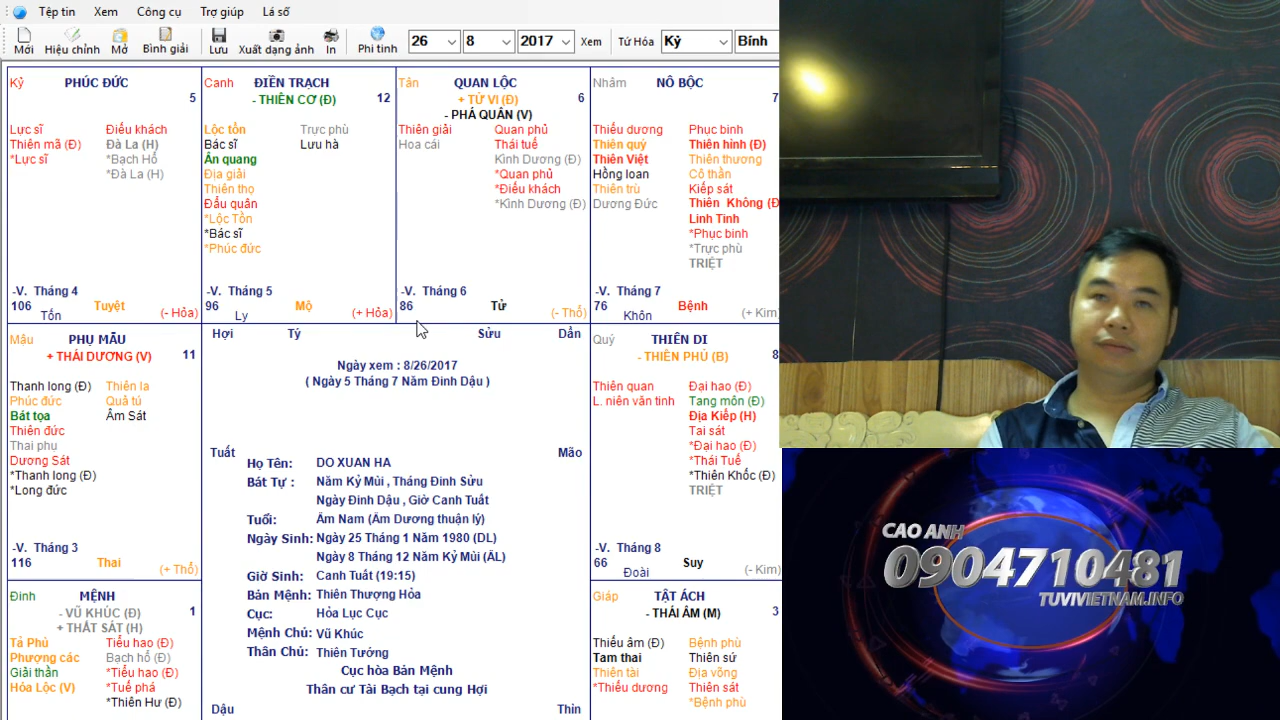 Tệp tin Xem Công cụ Trợ giúp Lá số
Mới Hiệu chỉnh Mở Bình giải Lưu Xuất dạng ảnh In Phi tinh 26 8 2017 Xem Tứ Hóa Kỷ Bính
Kỷ PHÚC ĐỨC
5
Lực sĩ Điếu khách
Thiên mã (Đ) Đà La (H)
*Lực sĩ *Bạch Hổ
*Đà La (H)
-V. Tháng 4
106 Tuyệt (- Hỏa)
Tốn
Canh ĐIỀN TRẠCH
- THIÊN CƠ (Đ) 12
Lộc tồn Trực phù
Bác sĩ Lưu hà
Ân quang
Địa giải
Thiên thọ
Đẩu quân
*Lộc Tồn
*Bác sĩ
*Phúc đức
-V. Tháng 5
96 Mộ (+ Hỏa)
Ly
Tân QUAN LỘC
+ TỬ VI (Đ) 6
- PHÁ QUÂN (V)
Thiên giải Quan phủ
Hoa cái Thái tuế
Kình Dương (Đ)
*Quan phủ
*Điếu khách
*Kình Dương (Đ)
-V. Tháng 6
86 Tử (- Thổ)
Nhâm NÔ BỘC
7
Thiếu dương Phục binh
Thiên quý Thiên hình (Đ)
Thiên Việt Thiên thương
Hồng loan Cô thần
Thiên trù Kiếp sát
Dương Đức Thiên Không (Đ
Linh Tinh
*Phục binh
*Trực phù
TRIỆT
-V. Tháng 7
76 Bệnh (+ Kim
Khôn
Mậu PHỤ MẪU
+ THÁI DƯƠNG (V) 11
Thanh long (Đ) Thiên la
Phúc đức Quả tú
Bát tọa Âm Sát
Thiên đức
Thai phụ
Dương Sát
*Thanh long (Đ)
*Long đức
-V. Tháng 3
116 Thai (+ Thổ)
Hợi Tý Sửu Dần
Ngày xem : 8/26/2017
( Ngày 5 Tháng 7 Năm Đinh Dậu )
Tuất Mão
Họ Tên: DO XUAN HA
Bát Tự : Năm Kỷ Mùi , Tháng Đinh Sửu
Ngày Đinh Dậu , Giờ Canh Tuất
Tuổi: Âm Nam (Âm Dương thuận lý)
Ngày Sinh: Ngày 25 Tháng 1 Năm 1980 (DL)
Ngày 8 Tháng 12 Năm Kỷ Mùi (ÂL)
Giờ Sinh: Canh Tuất (19:15)
Bản Mệnh: Thiên Thượng Hỏa
Cục: Hỏa Lục Cục
Mệnh Chủ: Vũ Khúc
Thân Chủ: Thiên Tướng
Cục hòa Bản Mệnh
Thân cư Tài Bạch tại cung Hợi
Dậu Thìn
Quý THIÊN DI
- THIÊN PHỦ (B) 8
Thiên quan Đại hao (Đ)
L. niên văn tinh Tang môn (Đ)
Địa Kiếp (H)
Tai sát
*Đại hao (Đ)
*Thái Tuế
*Thiên Khốc (Đ)
TRIỆT
-V. Tháng 8
66 Suy (- Kim)
Đoài
Đinh MỆNH
- VŨ KHÚC (Đ) 1
+ THẤT SÁT (H)
Tả Phù Tiểu hao (Đ)
Phượng các Bạch hổ (Đ)
Giải thần *Tiểu hao (Đ)
Hóa Lộc (V) *Tuế phá
*Thiên Hư (Đ)
Giáp TẬT ÁCH
- THÁI ÂM (M) 3
Thiếu âm (Đ) Bệnh phù
Tam thai Thiên sứ
Thiên tài Địa võng
*Thiếu dương Thiên sát
*Bệnh phù
CAO ANH
0904710481
TUVIVIETNAM.INFO